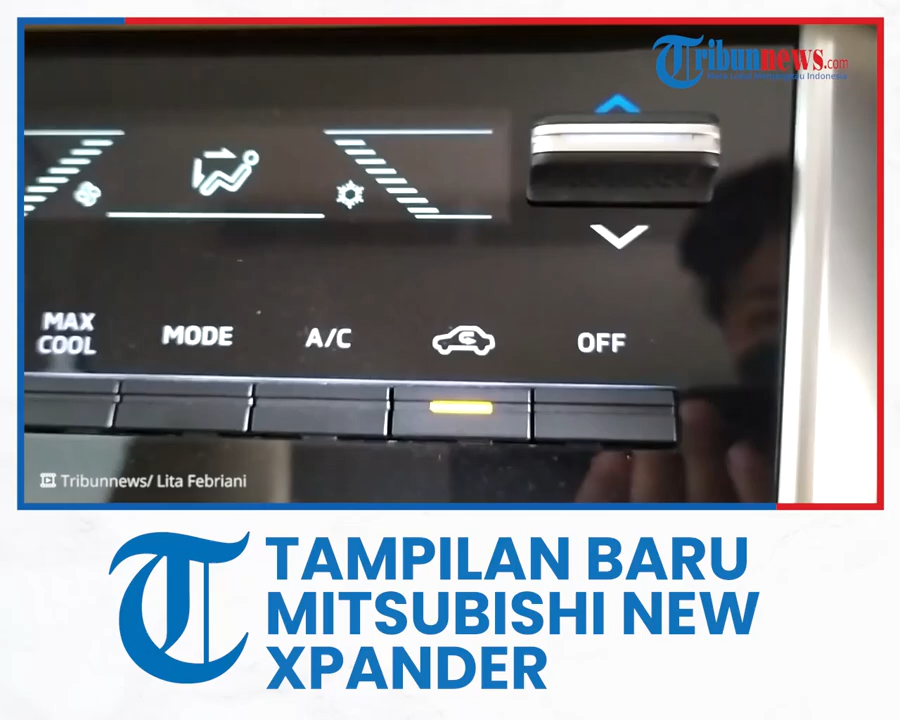 Tribunnews.com
MAX
COOL
MODE
A/C
OFF
Tribunnews/ Lita Febriani
TAMPILAN BARU
MITSUBISHI NEW
XPANDER